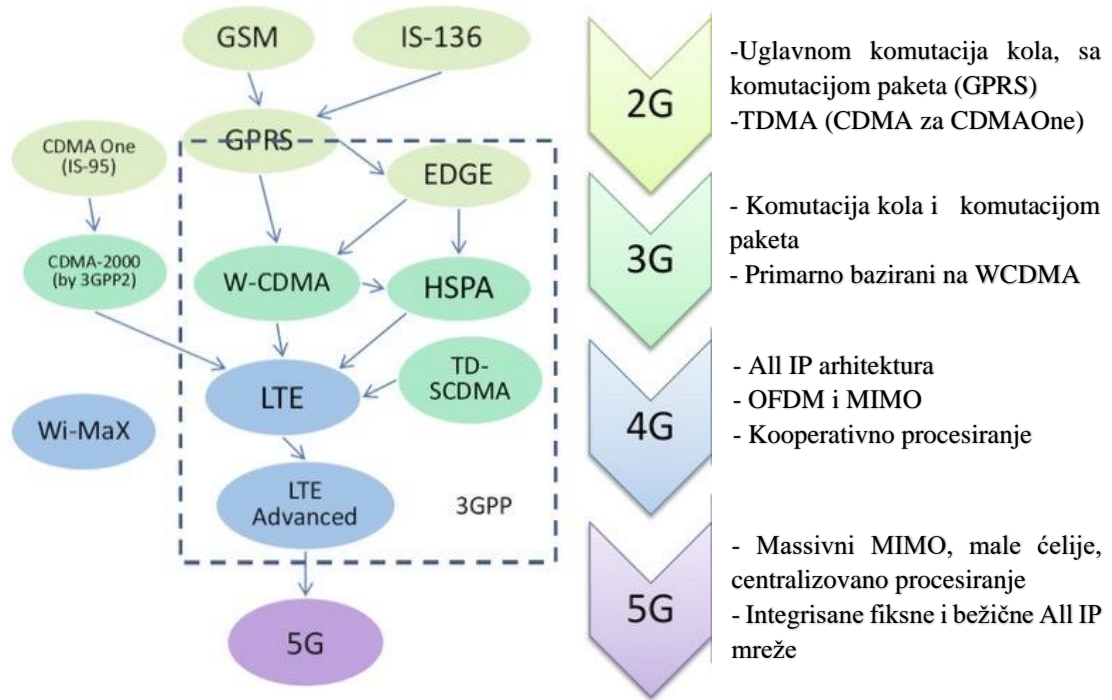 GSM
IS-136
GPRS
CDMA One
(IS-95)
EDGE
CDMA-2000
(by 3GPP2)
W-CDMA
HSPA
TD-
SCDMA
LTE
Wi-MaX
LTE
Advanced
3GPP
5G
2G
-Uglavnom komutacija kola, sa
komutacijom paketa (GPRS)
-TDMA (CDMA za CDMAOne)
3G
- Komutacija kola i komutacijom
paketa
- Primarno bazirani na WCDMA
4G
- All IP arhitektura
- OFDM i MIMO
- Kooperativno procesiranje
5G
- Massivni MIMO, male ćelije,
centralizovano procesiranje
- Integrisane fiksne i bežične All IP
mreže